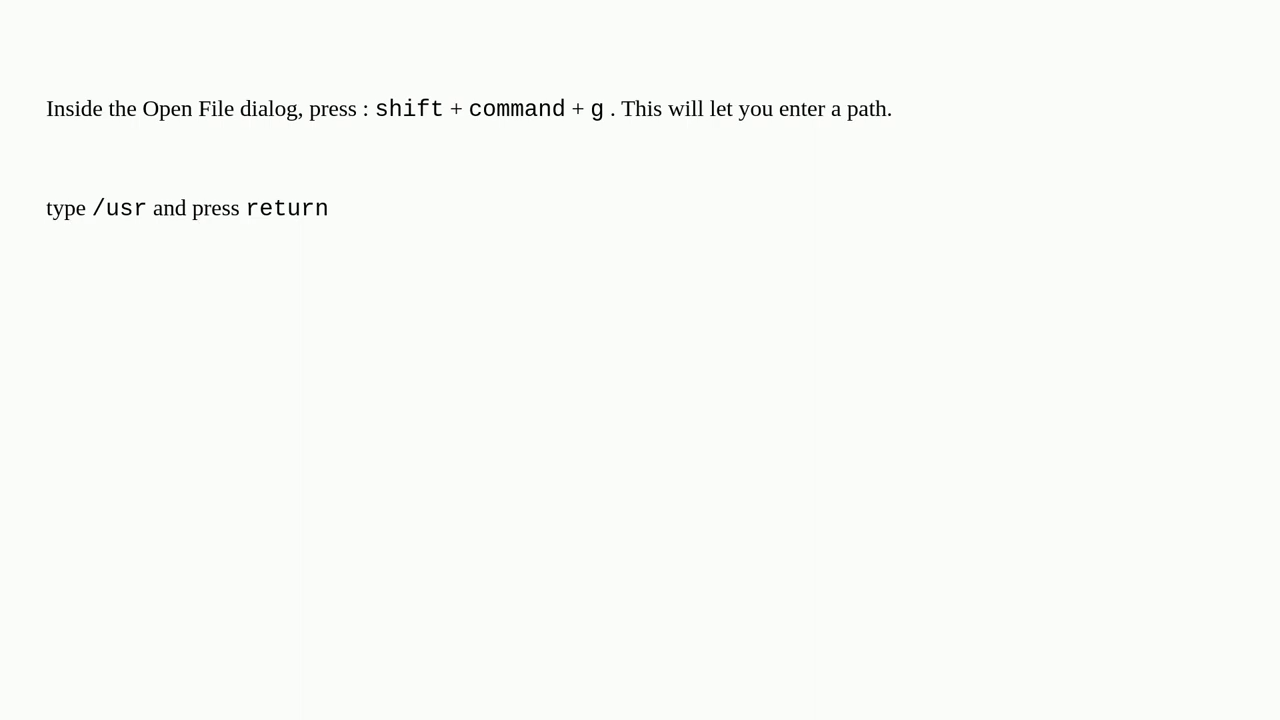 Inside the Open File dialog, press : shift + command + g . This will let you enter a path.
type /usr and press return